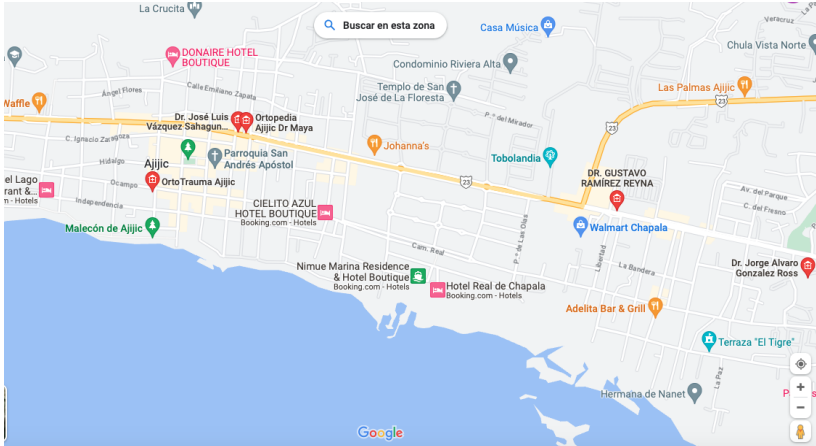 La Crucita
Buscar en esta zona
Veracruz
Casa Música
Chula Vista Norte
DONAIRE HOTEL
BOUTIQUE
Condominio Riviera Alta
Calle Emiliano Zapata
Ángel Flores
Templo de San
José de La Floresta
Las Palmas Ajijic
23
Waffle
Dr. José Luis
Vázquez Sahagun...
Ortopedia
Ajijic Dr Maya
P.º del Mirador
23
C. Ignacio Zaragoza
Johanna's
Hidalgo
Ajijic
Parroquia San
Andrés Apóstol
Tobolandia
DR. GUSTAVO
RAMÍREZ REYNA
el Lago
rant &...
m - Hotels
Ocampo
OrtoTrauma Ajijic
23
Av. del Parque
C. del Fresno
Independencia
CIELITO AZUL
HOTEL BOUTIQUE
Booking.com - Hotels
P.º de Las Olas
Malecón de Ajijic
Walmart Chapala
Cam. Real
Libertad
La Bandera
Dr. Jorge Alvaro
Gonzalez Ross
Nimue Marina Residence
& Hotel Boutique
Booking.com - Hotels
Hotel Real de Chapala
Booking.com - Hotels
Adelita Bar & Grill
Terraza "El Tigre"
La Paz
Hermana de Nanet
Google